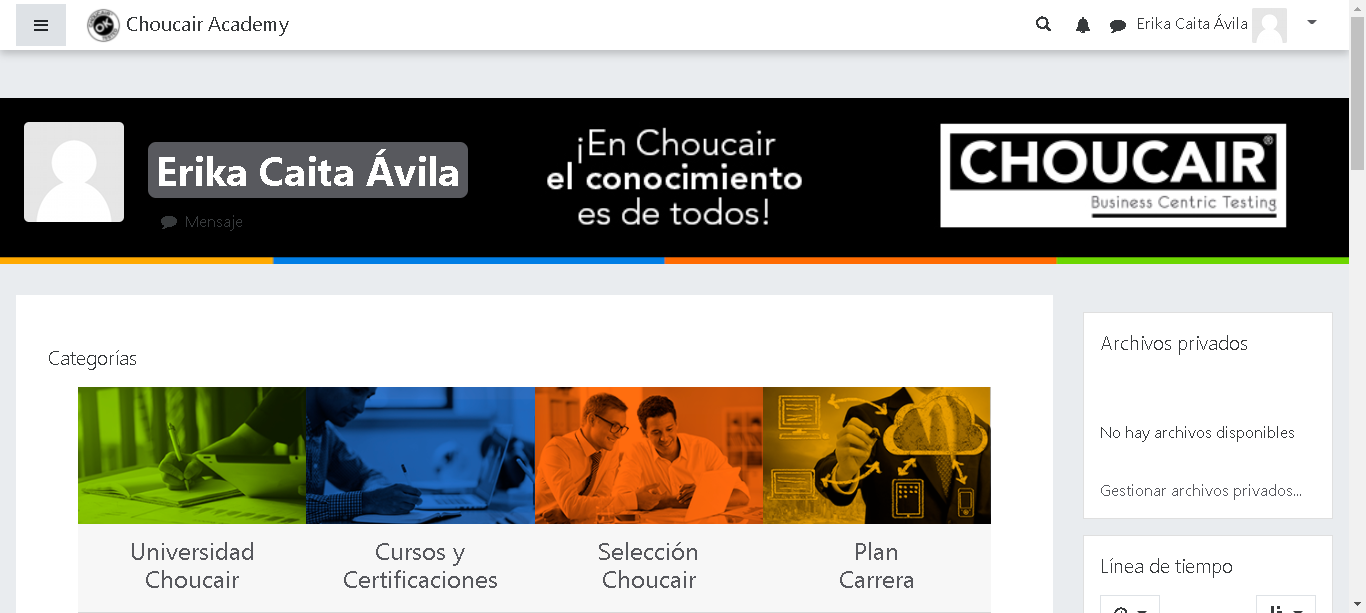 Choucair Academy
Erika Caita Ávila
Erika Caita Ávila
Mensaje
¡En Choucair
el conocimiento
es de todos!
CHOUCAIR®
Business Centric Testing
Categorías
Universidad
Choucair
Cursos y
Certificaciones
Selección
Choucair
Plan
Carrera
Archivos privados
No hay archivos disponibles
Gestionar archivos privados...
Línea de tiempo